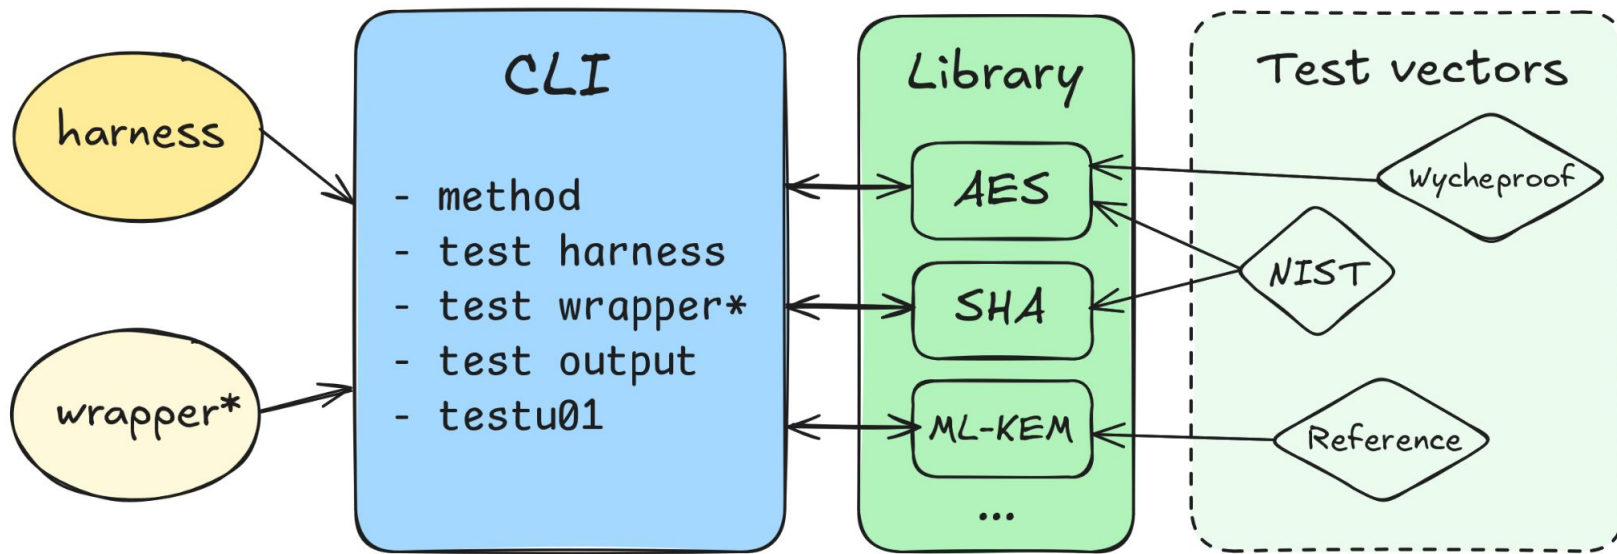 harness
wrapper*
CLI
- method
- test harness
- test wrapper*
- test output
- testu01
Library
AES
SHA
ML-KEM
...
Test vectors
Wycheproof
NIST
Reference